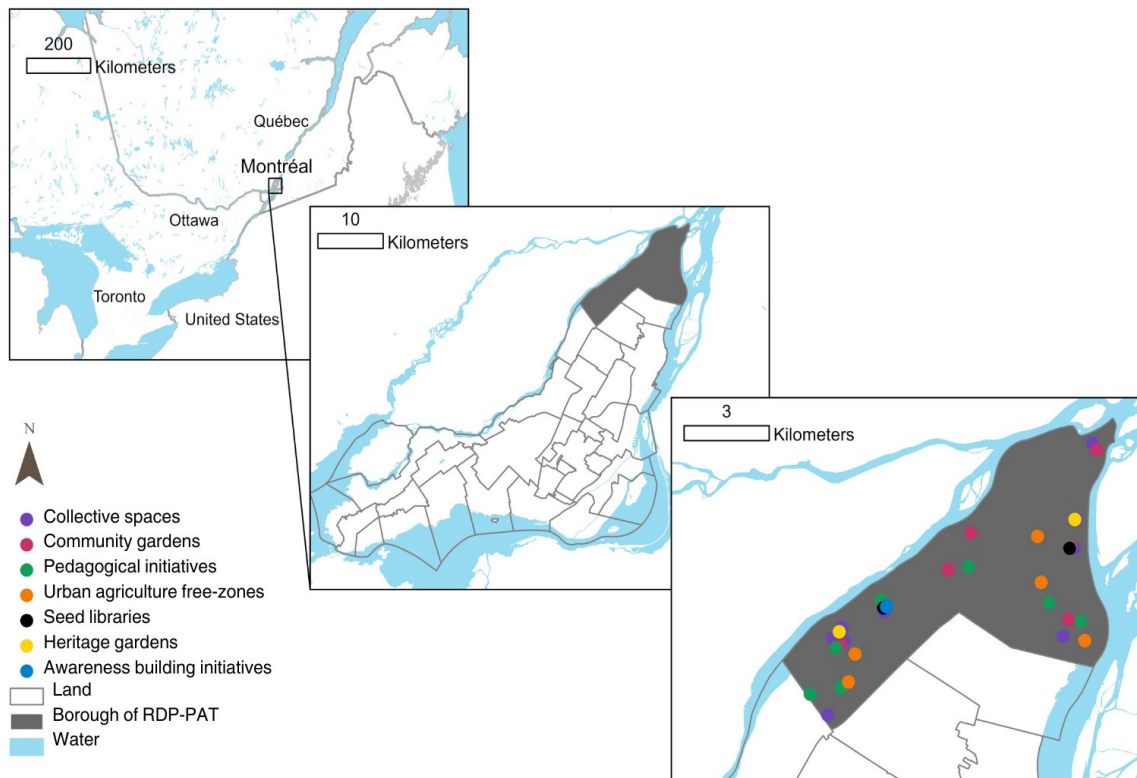 200
Kilometers
Québec
Montréal
Ottawa
Toronto
United States
10
Kilometers
3
Kilometers
N
Collective spaces
Community gardens
Pedagogical initiatives
Urban agriculture free-zones
Seed libraries
Heritage gardens
Awareness building initiatives
Land
Borough of RDP-PAT
Water